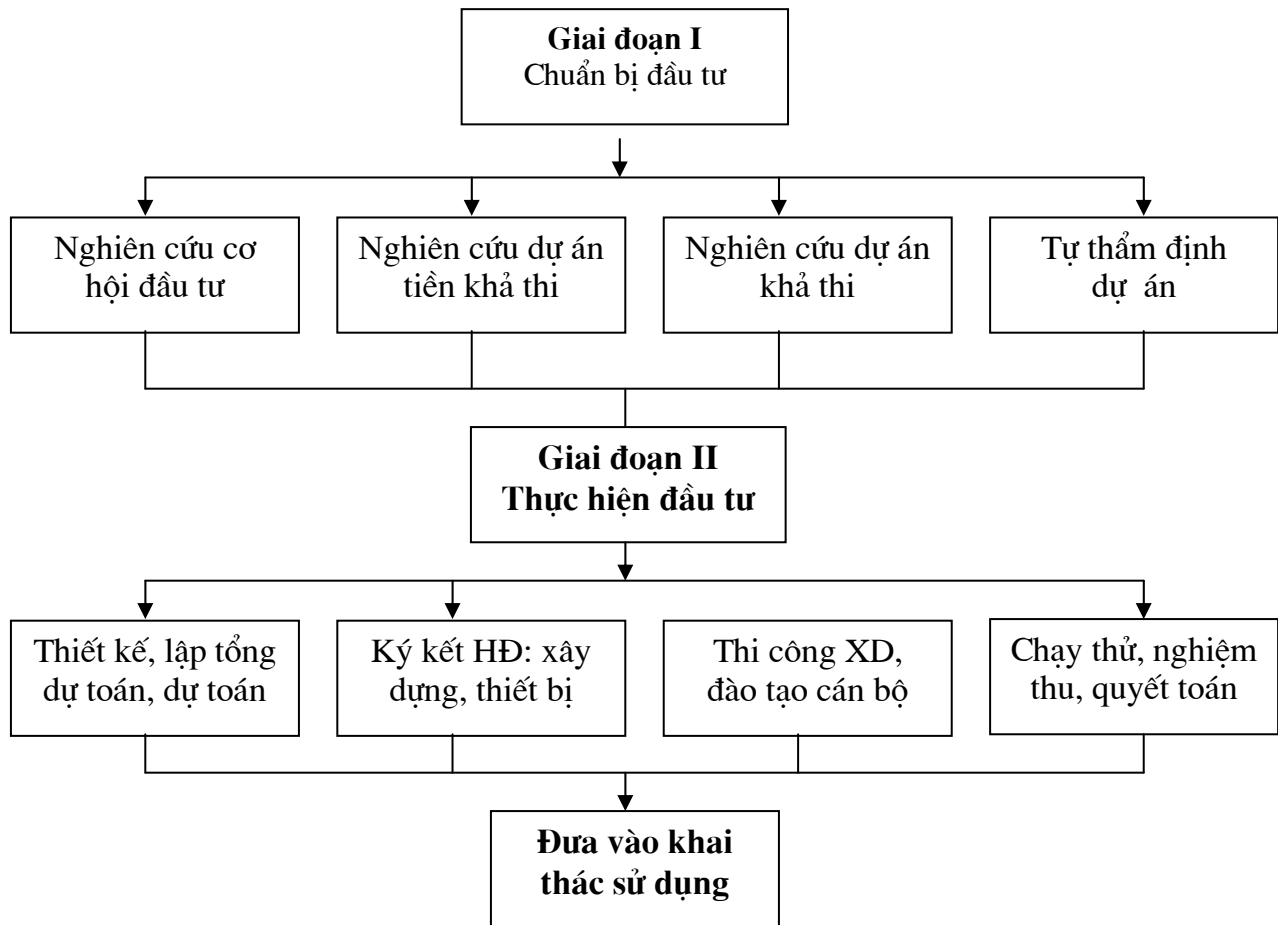 Giai đoạn I
Chuẩn bị đầu tư
Nghiên cứu cơ
hội đầu tư
Nghiên cứu dự án
tiền khả thi
Nghiên cứu dự án
khả thi
Tự thẩm định
dự án
Giai đoạn II
Thực hiện đầu tư
Thiết kế, lập tổng
dự toán, dự toán
Ký kết HĐ: xây
dựng, thiết bị
Thi công XD,
đào tạo cán bộ
Chạy thử, nghiệm
thu, quyết toán
Đưa vào khai
thác sử dụng